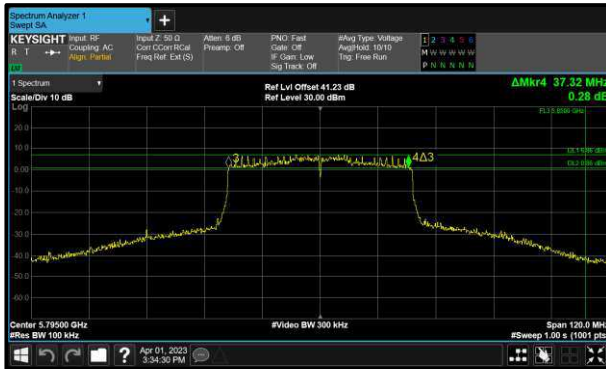 Spectrum Analyzer 1
Swept SA
+
KEYSIGHT
R T
Input: RF
Coupling: AC
Align: Partial
Input Z: 50 Ω
Corr CCorr RCal
Freq Ref: Ext (S)
Atten: 6 dB
Preamp: Off
PNO: Fast
Gate: Off
IF Gain: Low
Sig Track: Off
#Avg Type: Voltage
Avg|Hold: 10/10
Trig: Free Run
1 2 3 4 5 6
M W W W W W
P N N N N N
1 Spectrum
Scale/Div 10 dB
Log
Ref Lvl Offset 41.23 dB
Ref Level 30.00 dBm
ΔMkr4 37.32 MHz
0.28 dB
20.0
10.0
0.00
-10.0
-20.0
-30.0
-40.0
-50.0
-60.0
3
4Δ3
Center 5.79500 GHz
#Res BW 100 kHz
#Video BW 300 kHz
Span 120.0 MHz
#Sweep 1.00 s (1001 pts)
?
Apr 01, 2023
3:34:30 PM